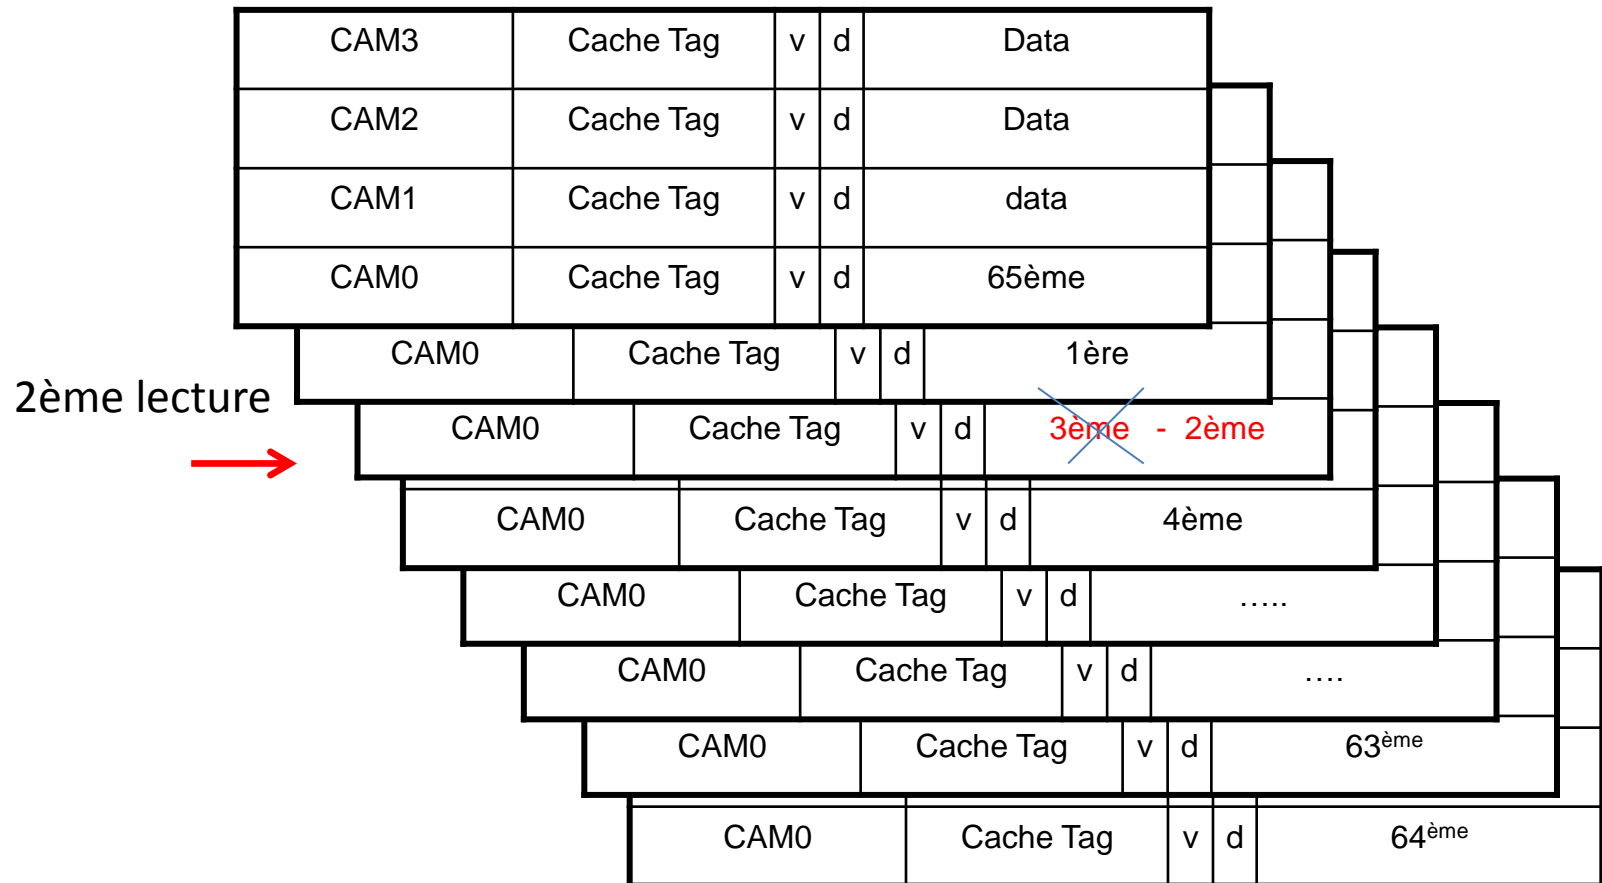 CAM3 Cache Tag v d Data
CAM2 Cache Tag v d Data
CAM1 Cache Tag v d data
CAM0 Cache Tag v d 65ème
CAM0 Cache Tag v d 1ère
2ème lecture
CAM0 Cache Tag v d 3ème - 2ème
CAM0 Cache Tag v d 4ème
CAM0 Cache Tag v d …..
CAM0 Cache Tag v d ….
CAM0 Cache Tag v d 63ème
CAM0 Cache Tag v d 64ème